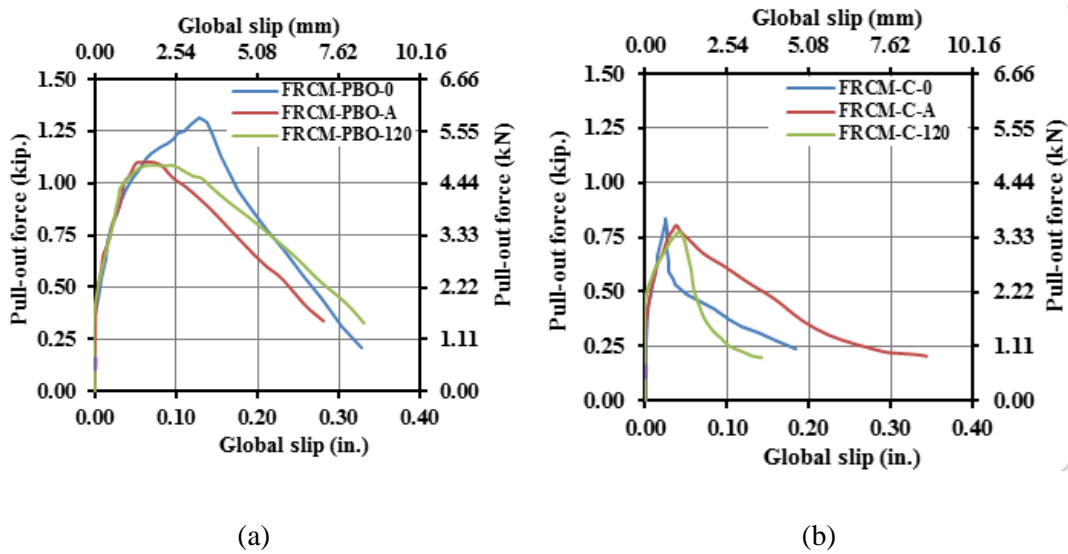 Global slip (mm)
0.00 2.54 5.08 7.62 10.16
1.50
1.25
1.00
0.75
0.50
0.25
0.00
Pull-out force (kip.)
FRCM-PBO-0
FRCM-PBO-A
FRCM-PBO-120
6.66
5.55
4.44
3.33
2.22
1.11
0.00
Pull-out force (kN)
0.00 0.10 0.20 0.30 0.40
Global slip (in.)
(a)
Global slip (mm)
0.00 2.54 5.08 7.62 10.16
1.50
1.25
1.00
0.75
0.50
0.25
0.00
Pull-out force (kip.)
FRCM-C-0
FRCM-C-A
FRCM-C-120
6.66
5.55
4.44
3.33
2.22
1.11
0.00
Pull-out force (kN)
0.00 0.10 0.20 0.30 0.40
Global slip (in.)
(b)